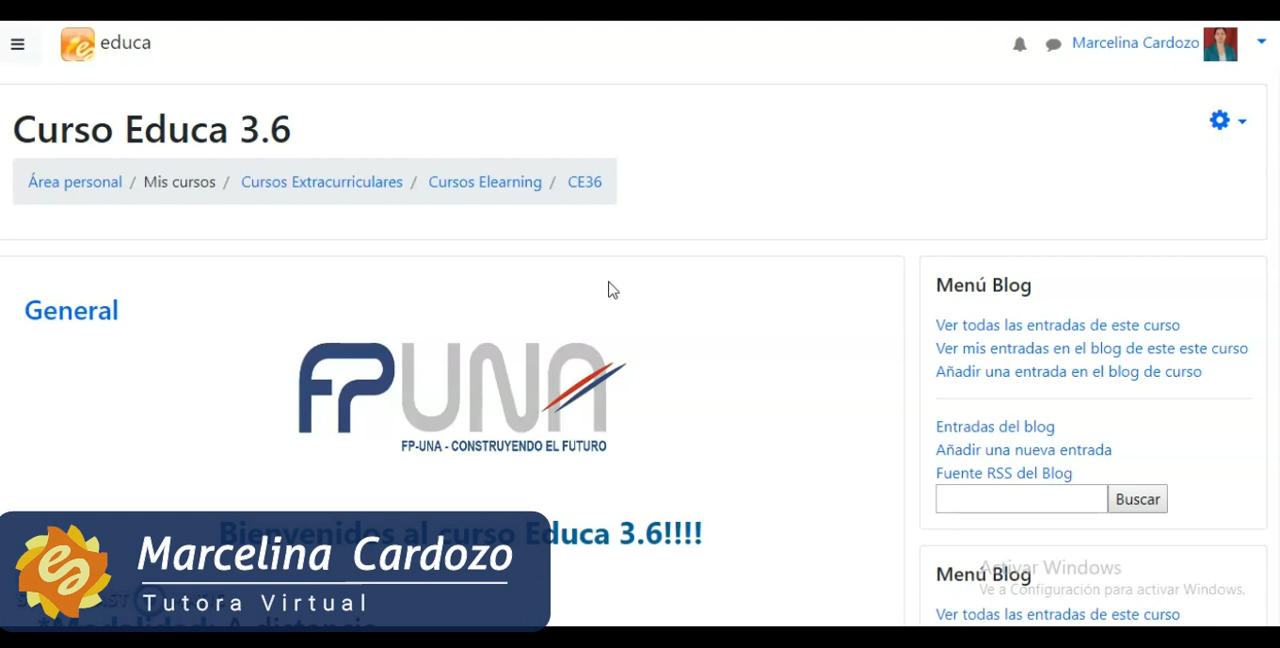 educa
Marcelina Cardozo
Curso Educa 3.6
Área personal / Mis cursos / Cursos Extracurriculares / Cursos Elearning / CE36
General
FPUNA
FP-UNA - CONSTRUYENDO EL FUTURO
Bienvenidos al curso Educa 3.6!!!!
*Modalidad: A distancia
Marcelina Cardozo
Tutora Virtual
Menú Blog
Ver todas las entradas de este curso
Ver mis entradas en el blog de este este curso
Añadir una entrada en el blog de curso
Entradas del blog
Añadir una nueva entrada
Fuente RSS del Blog
Buscar
Menú Blog
Ver todas las entradas de este curso
Activar Windows
Ve a Configuración para activar Windows.